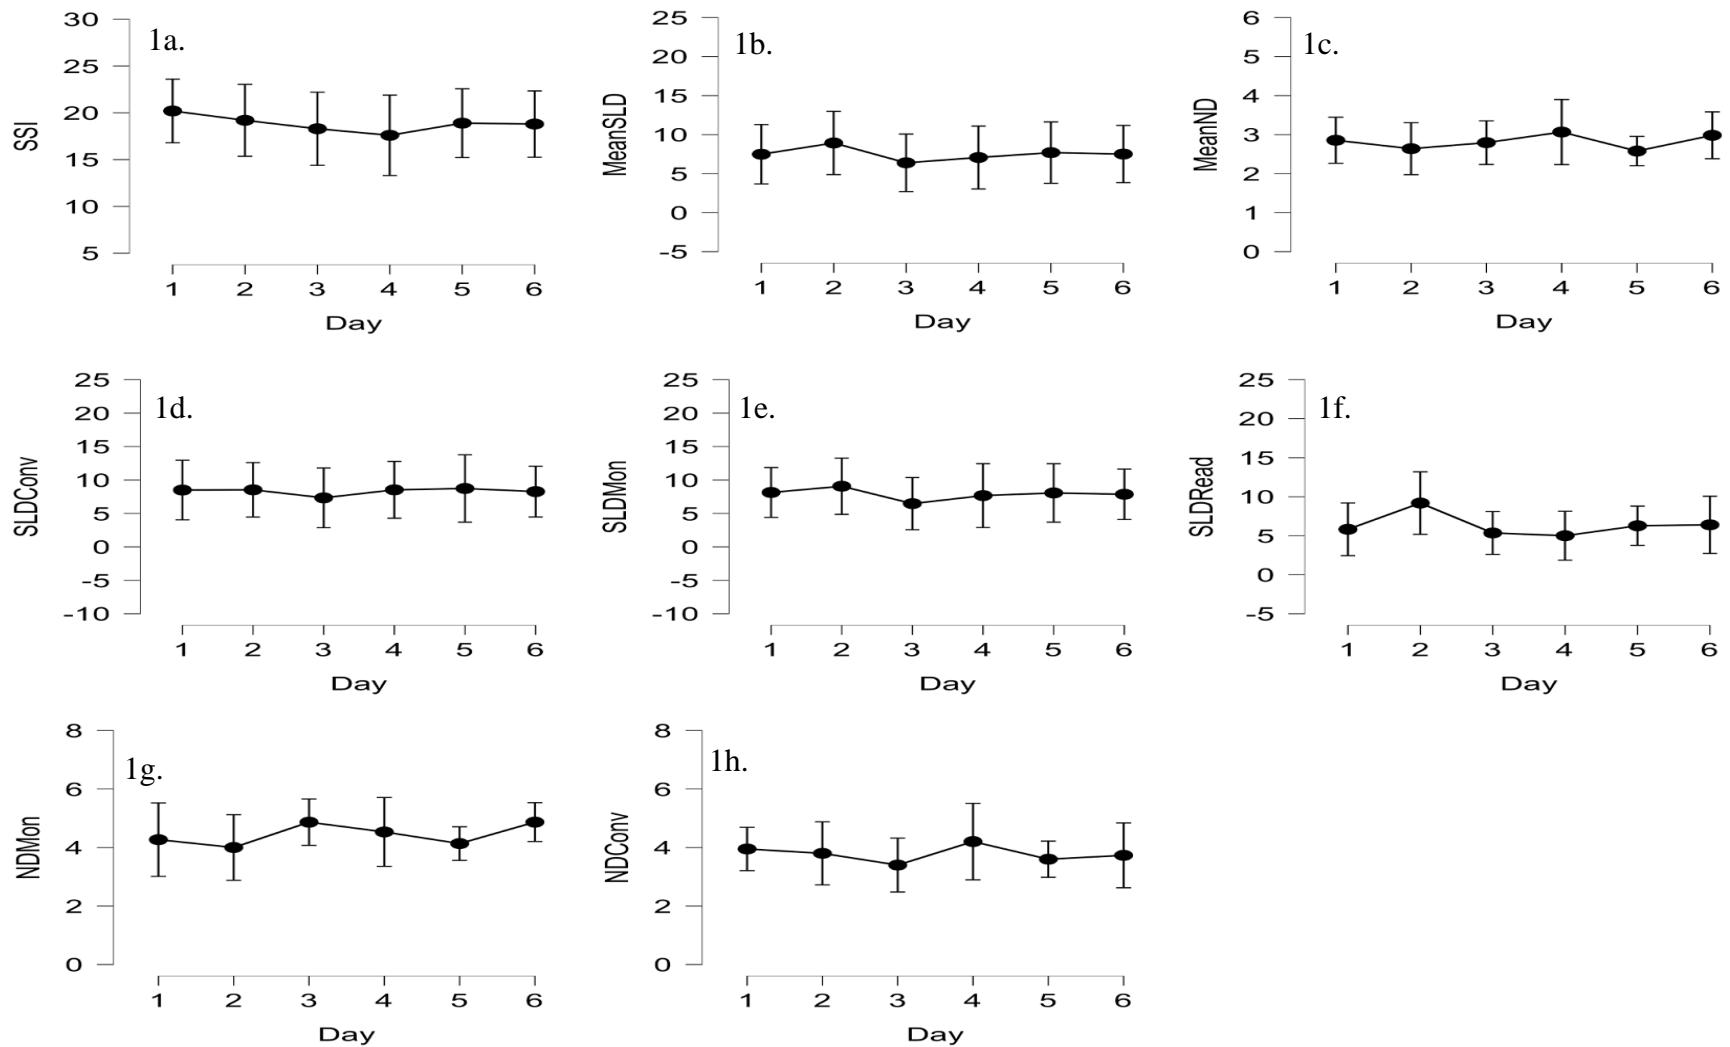 1a.
SSI
30
25
20
15
10
5
1 2 3 4 5 6
Day
1b.
MeanSLD
25
20
15
10
5
0
-5
1 2 3 4 5 6
Day
1c.
MeanND
6
5
4
3
2
1
0
1 2 3 4 5 6
Day
1d.
SLDConv
25
20
15
10
5
0
-5
-10
1 2 3 4 5 6
Day
1e.
SLDMon
25
20
15
10
5
0
-5
-10
1 2 3 4 5 6
Day
1f.
SLDRead
25
20
15
10
5
0
-5
1 2 3 4 5 6
Day
1g.
NDMon
8
6
4
2
0
1 2 3 4 5 6
Day
1h.
NDConv
8
6
4
2
0
1 2 3 4 5 6
Day